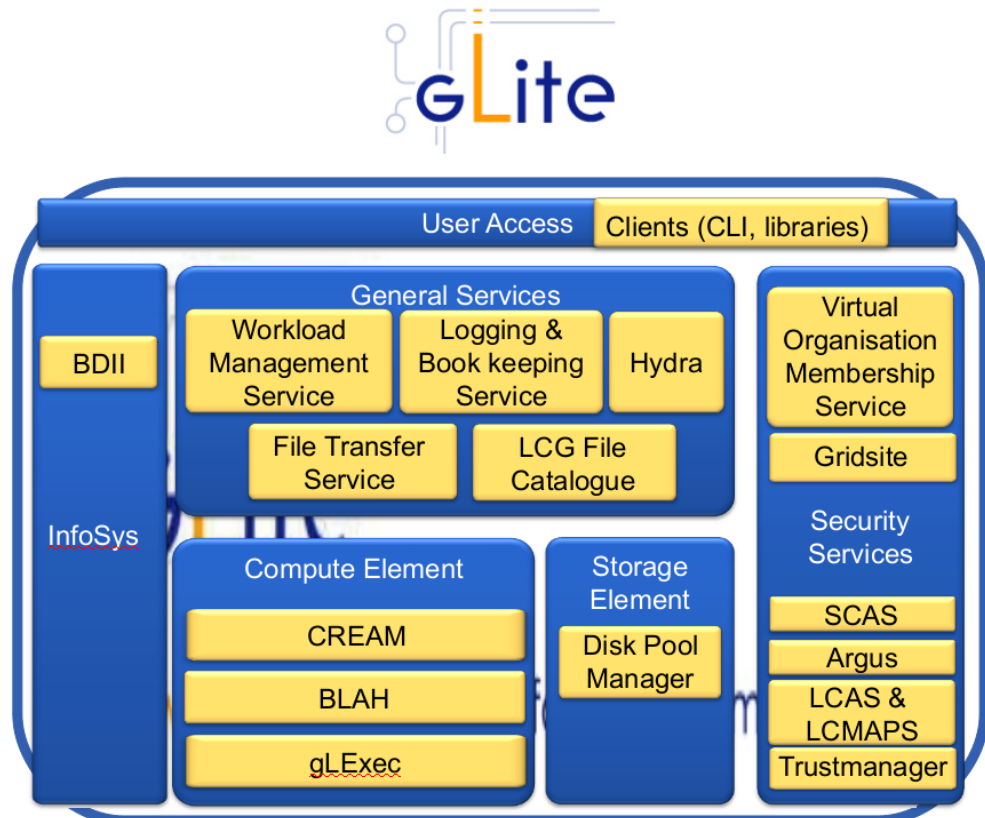 gLite
User Access
Clients (CLI, libraries)
General Services
Workload
Management
Service
Logging &
Book keeping
Service
Hydra
File Transfer
Service
LCG File
Catalogue
BDII
InfoSys
Compute Element
CREAM
BLAH
gLExec
Storage
Element
Disk Pool
Manager
Virtual
Organisation
Membership
Service
Gridsite
Security
Services
SCAS
Argus
LCAS &
LCMAPS
Trustmanager